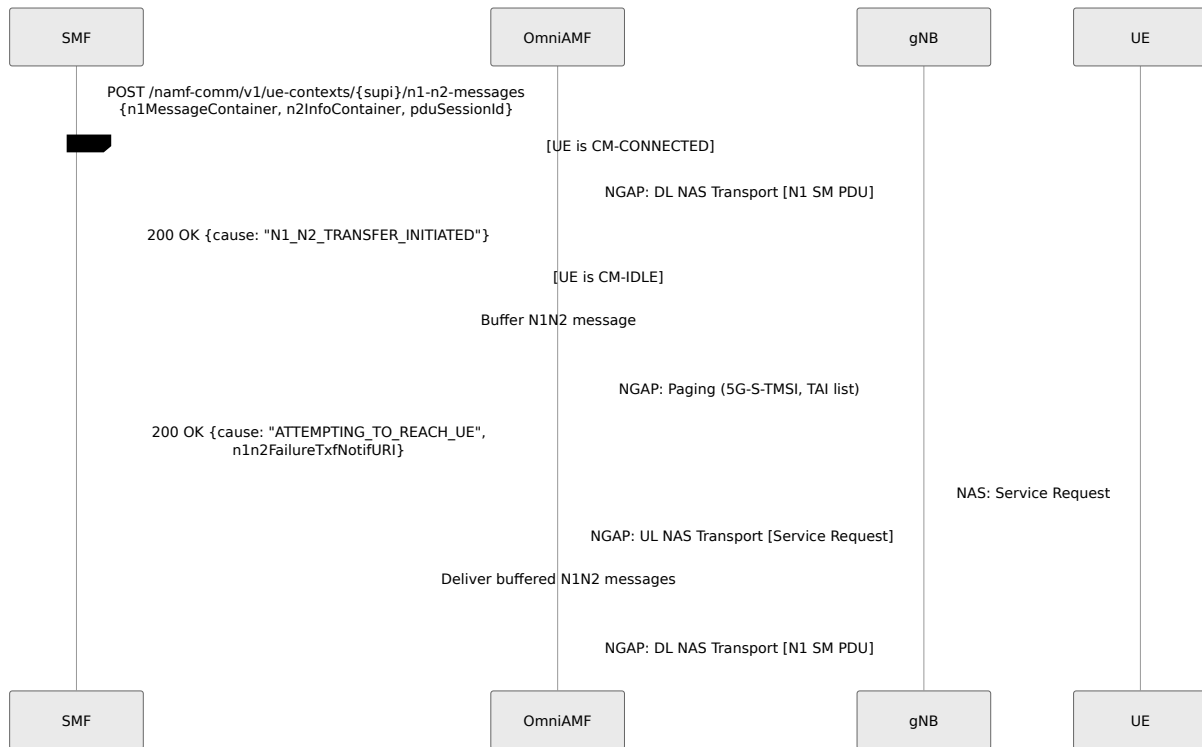 SMF
OmniAMF
gNB
UE
POST /namf-comm/v1/ue-contexts/{supi}/n1-n2-messages
{n1MessageContainer, n2InfoContainer, pduSessionId}
[UE is CM-CONNECTED]
NGAP: DL NAS Transport [N1 SM PDU]
200 OK {cause: "N1_N2_TRANSFER_INITIATED"}
[UE is CM-IDLE]
Buffer N1N2 message
NGAP: Paging (5G-S-TMSI, TAI list)
200 OK {cause: "ATTEMPTING_TO_REACH_UE",
n1n2FailureTxfNotifURI}
NAS: Service Request
NGAP: UL NAS Transport [Service Request]
Deliver buffered N1N2 messages
NGAP: DL NAS Transport [N1 SM PDU]
SMF
OmniAMF
gNB
UE